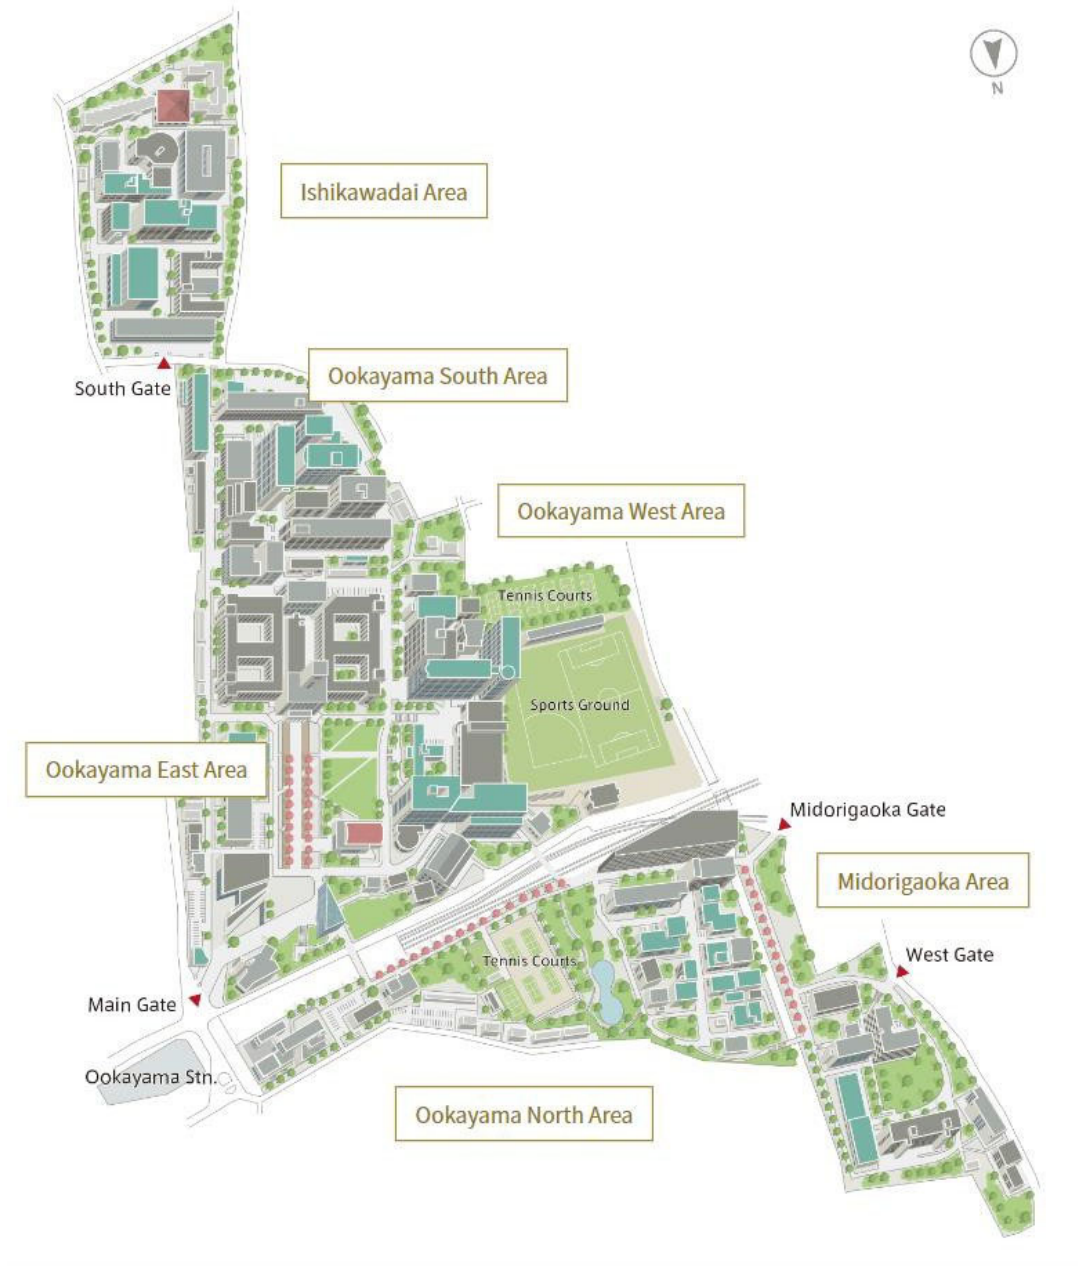 N
Ishikawadai Area
Ookayama South Area
South Gate
Ookayama West Area
Tennis Courts
Sports Ground
Ookayama East Area
Midorigaoka Gate
Midorigaoka Area
West Gate
Tennis Courts
Main Gate
Ookayama Stn.
Ookayama North Area